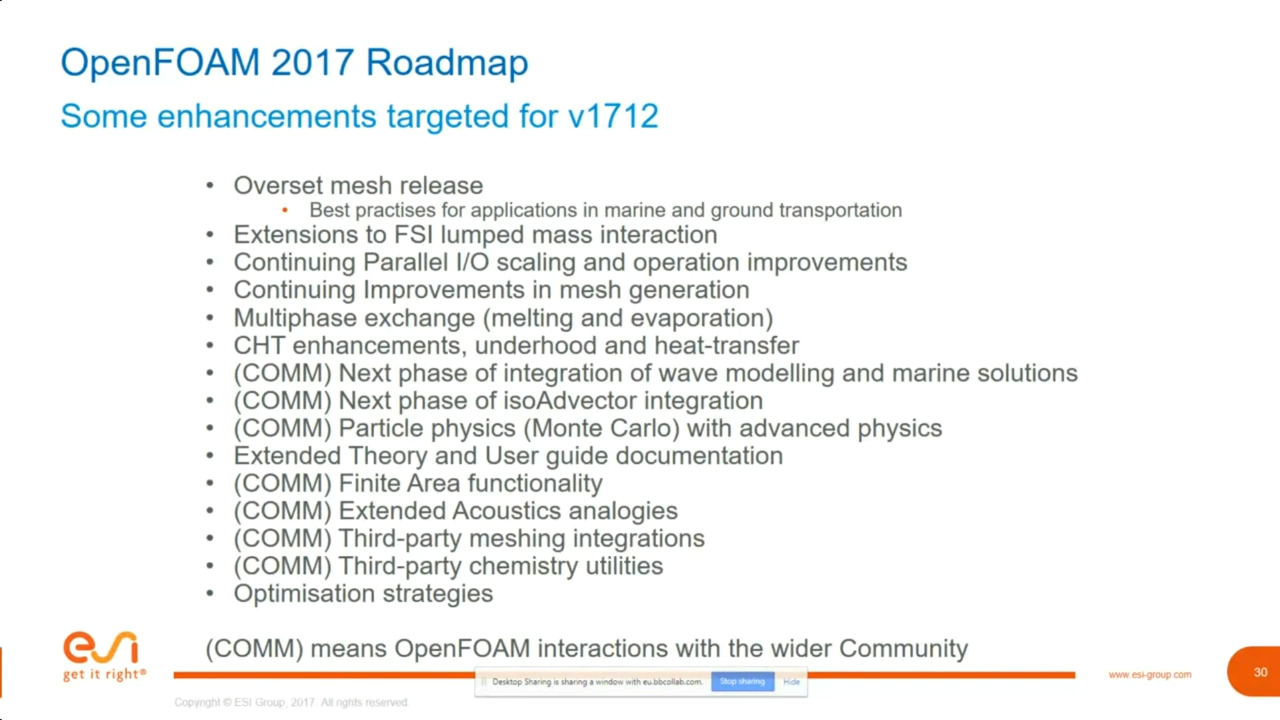 OpenFOAM 2017 Roadmap
Some enhancements targeted for v1712
• Overset mesh release
• Best practises for applications in marine and ground transportation
• Extensions to FSI lumped mass interaction
• Continuing Parallel I/O scaling and operation improvements
• Continuing Improvements in mesh generation
• Multiphase exchange (melting and evaporation)
• CHT enhancements, underhood and heat-transfer
• (COMM) Next phase of integration of wave modelling and marine solutions
• (COMM) Next phase of isoAdvector integration
• (COMM) Particle physics (Monte Carlo) with advanced physics
• Extended Theory and User guide documentation
• (COMM) Finite Area functionality
• (COMM) Extended Acoustics analogies
• (COMM) Third-party meshing integrations
• (COMM) Third-party chemistry utilities
• Optimisation strategies
(COMM) means OpenFOAM interactions with the wider Community
esi
get it right®
Desktop Sharing is sharing a window with eu.bbcollab.com. Stop sharing Hide
www.esi-group.com
30
Copyright © ESI Group, 2017. All rights reserved.